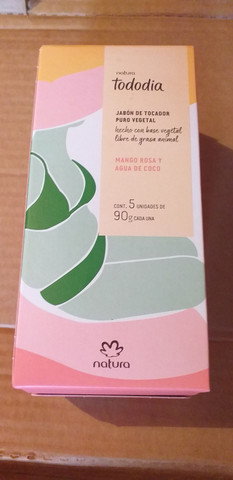 natura
tododia
JABÓN DE TOCADOR
PURO VEGETAL
hecho con base vegetal
libre de grasa animal
MANGO ROSA Y
AGUA DE COCO
CONT. 5 UNIDADES DE
90g CADA UNA
natura